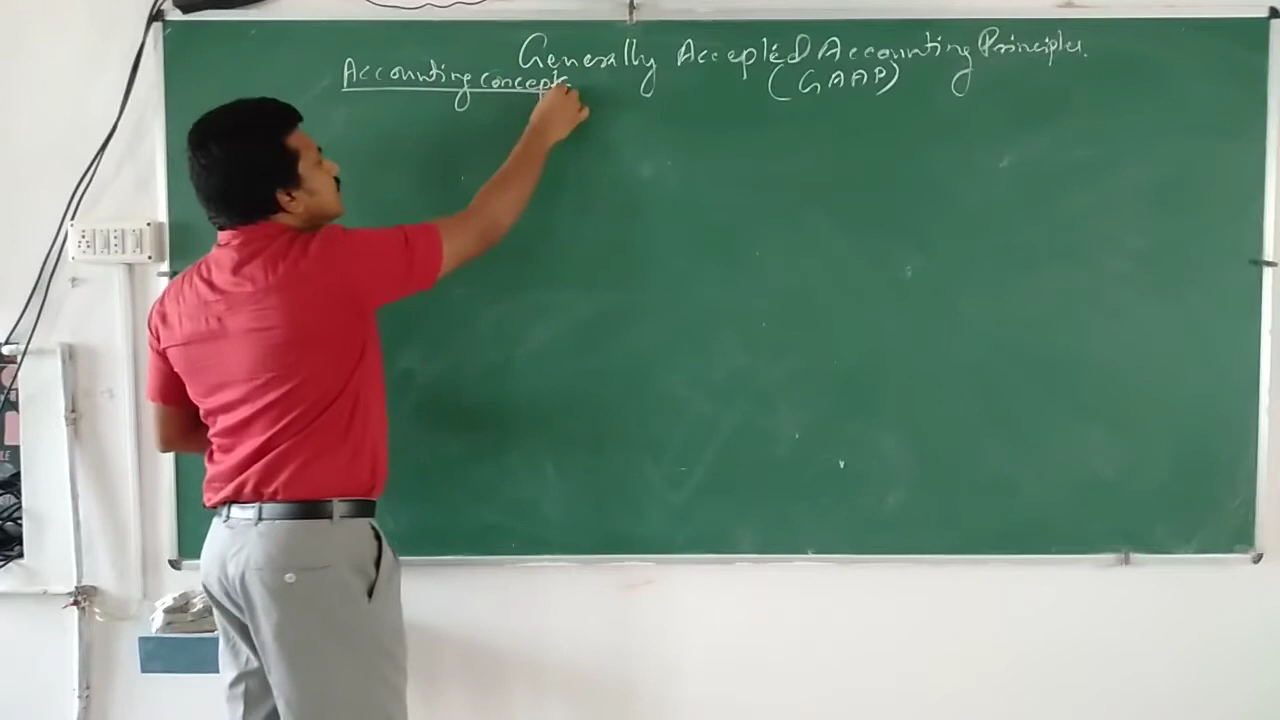 Generally Accepted Accounting Principles.
(GAAP)
Accounting concepts